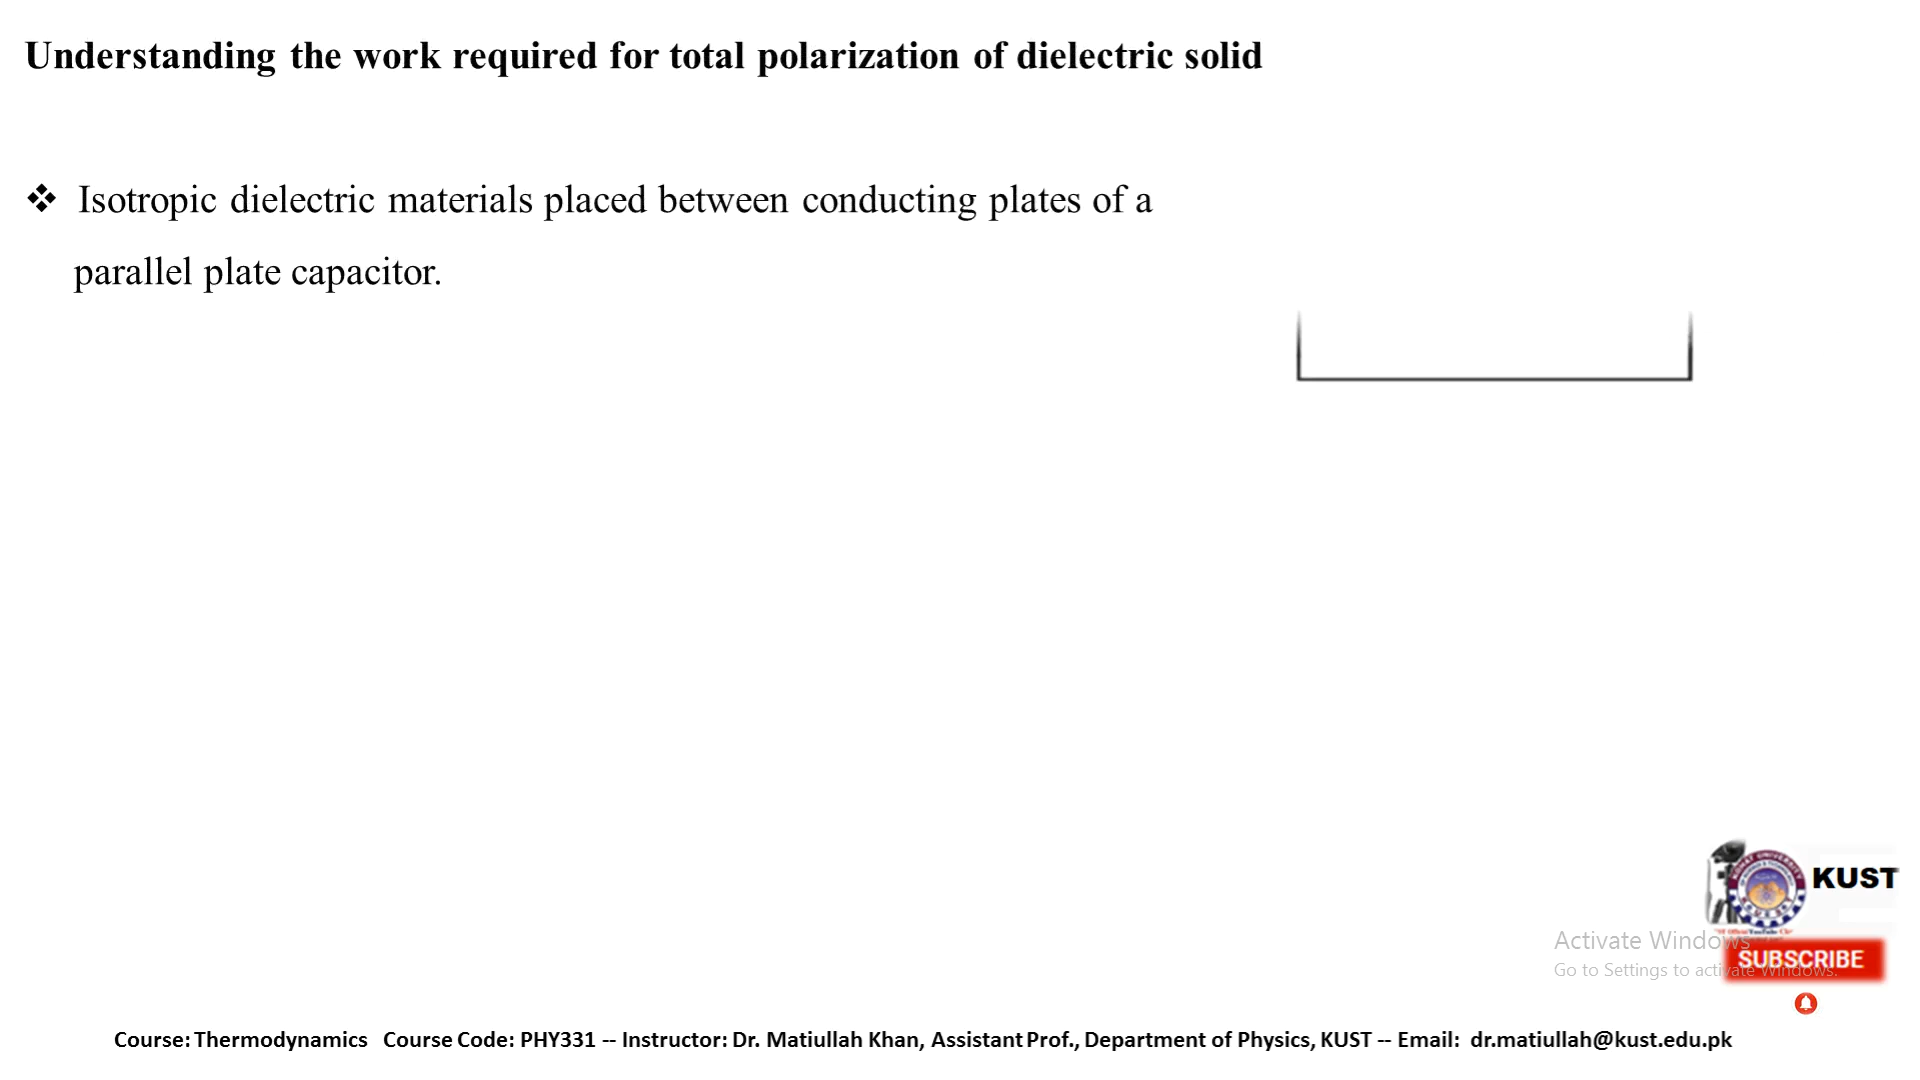 Understanding the work required for total polarization of dielectric solid
❖ Isotropic dielectric materials placed between conducting plates of a
parallel plate capacitor.
KUST
Activate Windows
SUBSCRIBE
Go to Settings to activate Windows.
Course: Thermodynamics Course Code: PHY331 -- Instructor: Dr. Matiullah Khan, Assistant Prof., Department of Physics, KUST -- Email: dr.matiullah@kust.edu.pk